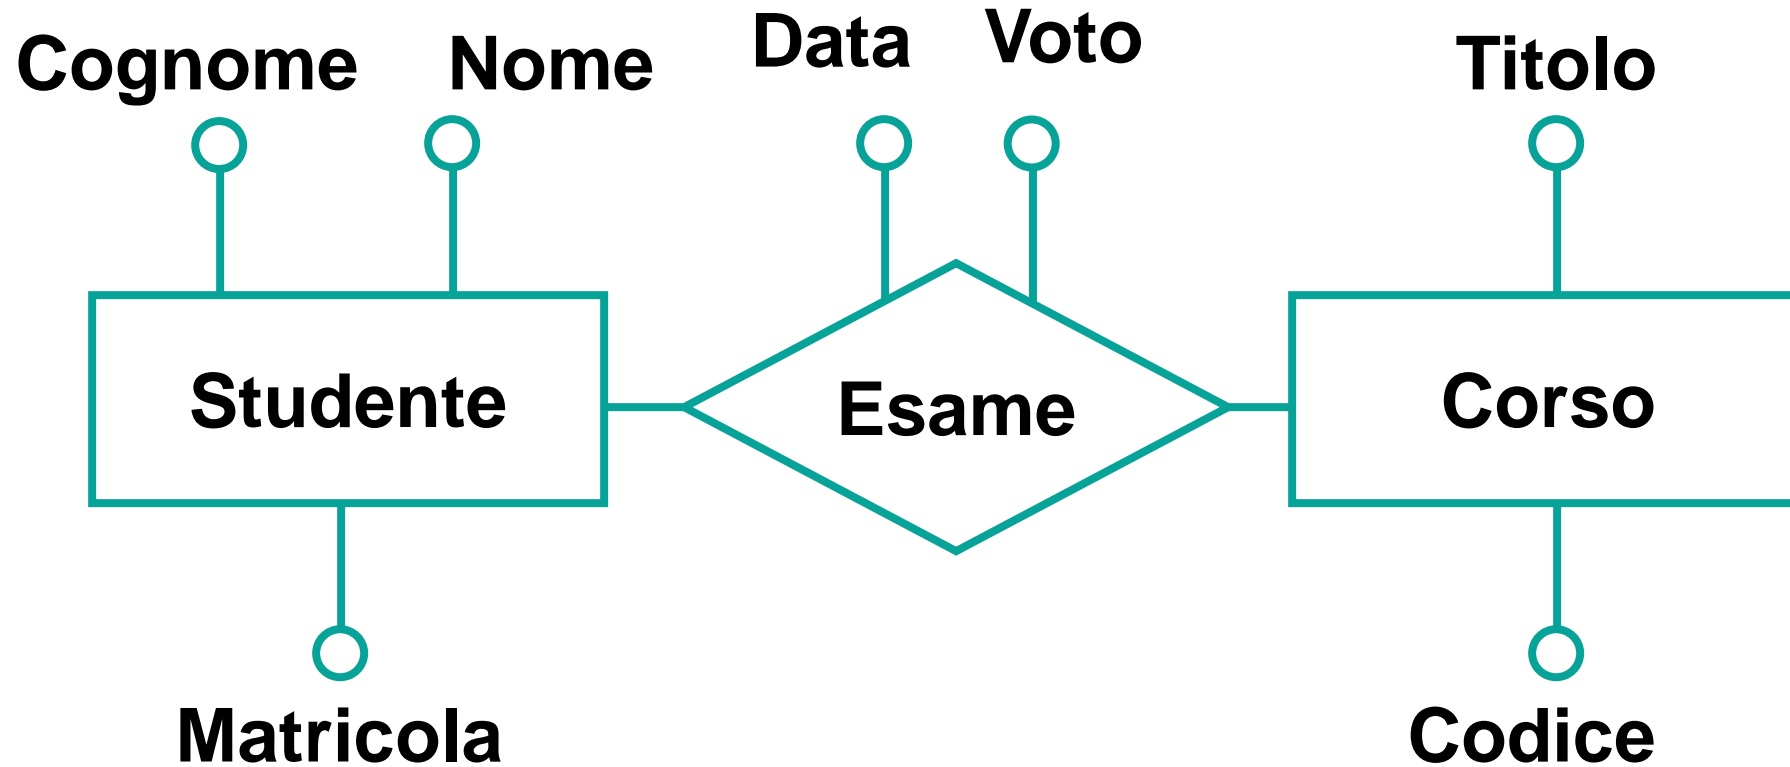 Cognome
Nome
Data
Voto
Titolo
Studente
Esame
Corso
Matricola
Codice